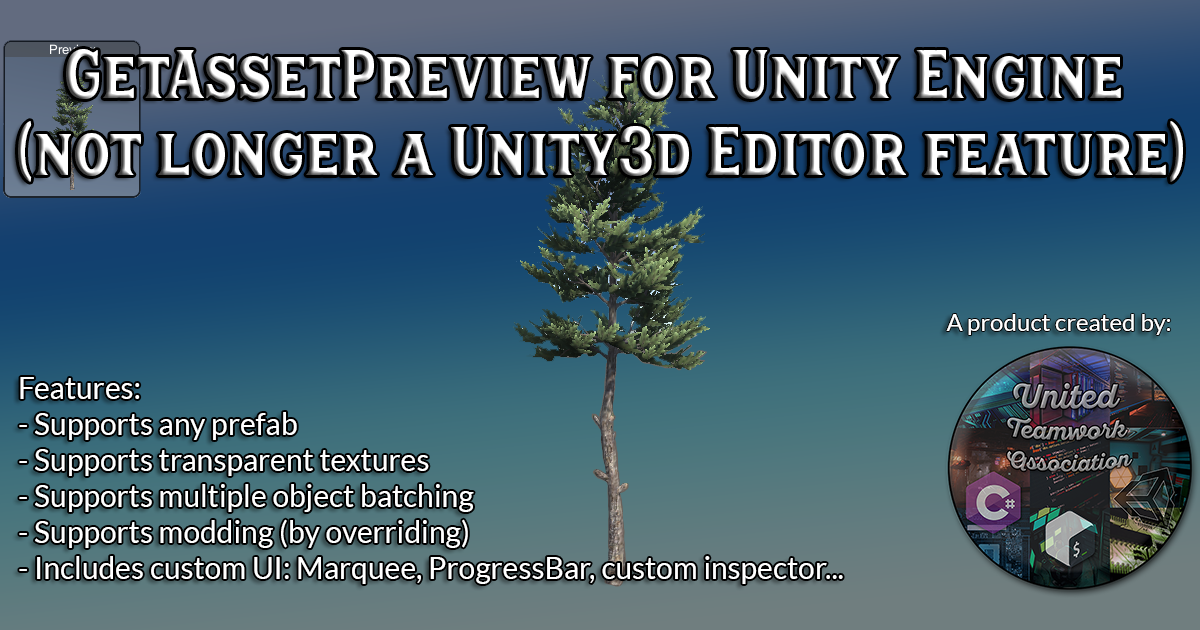 GetAssetPreview for Unity Engine
(not longer a Unity3d Editor feature)
A product created by:
United
Teamwork
Association
Features:
- Supports any prefab
- Supports transparent textures
- Supports multiple object batching
- Supports modding (by overriding)
- Includes custom UI: Marquee, ProgressBar, custom inspector...